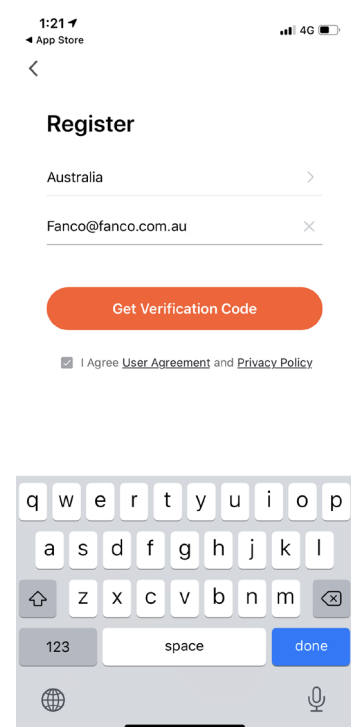 1:21
4G
◀ App Store
Register
Australia
Fanco@fanco.com.au
Get Verification Code
I Agree User Agreement and Privacy Policy
q w e r t y u i o p
a s d f g h j k l
z x c v b n m
123 space done